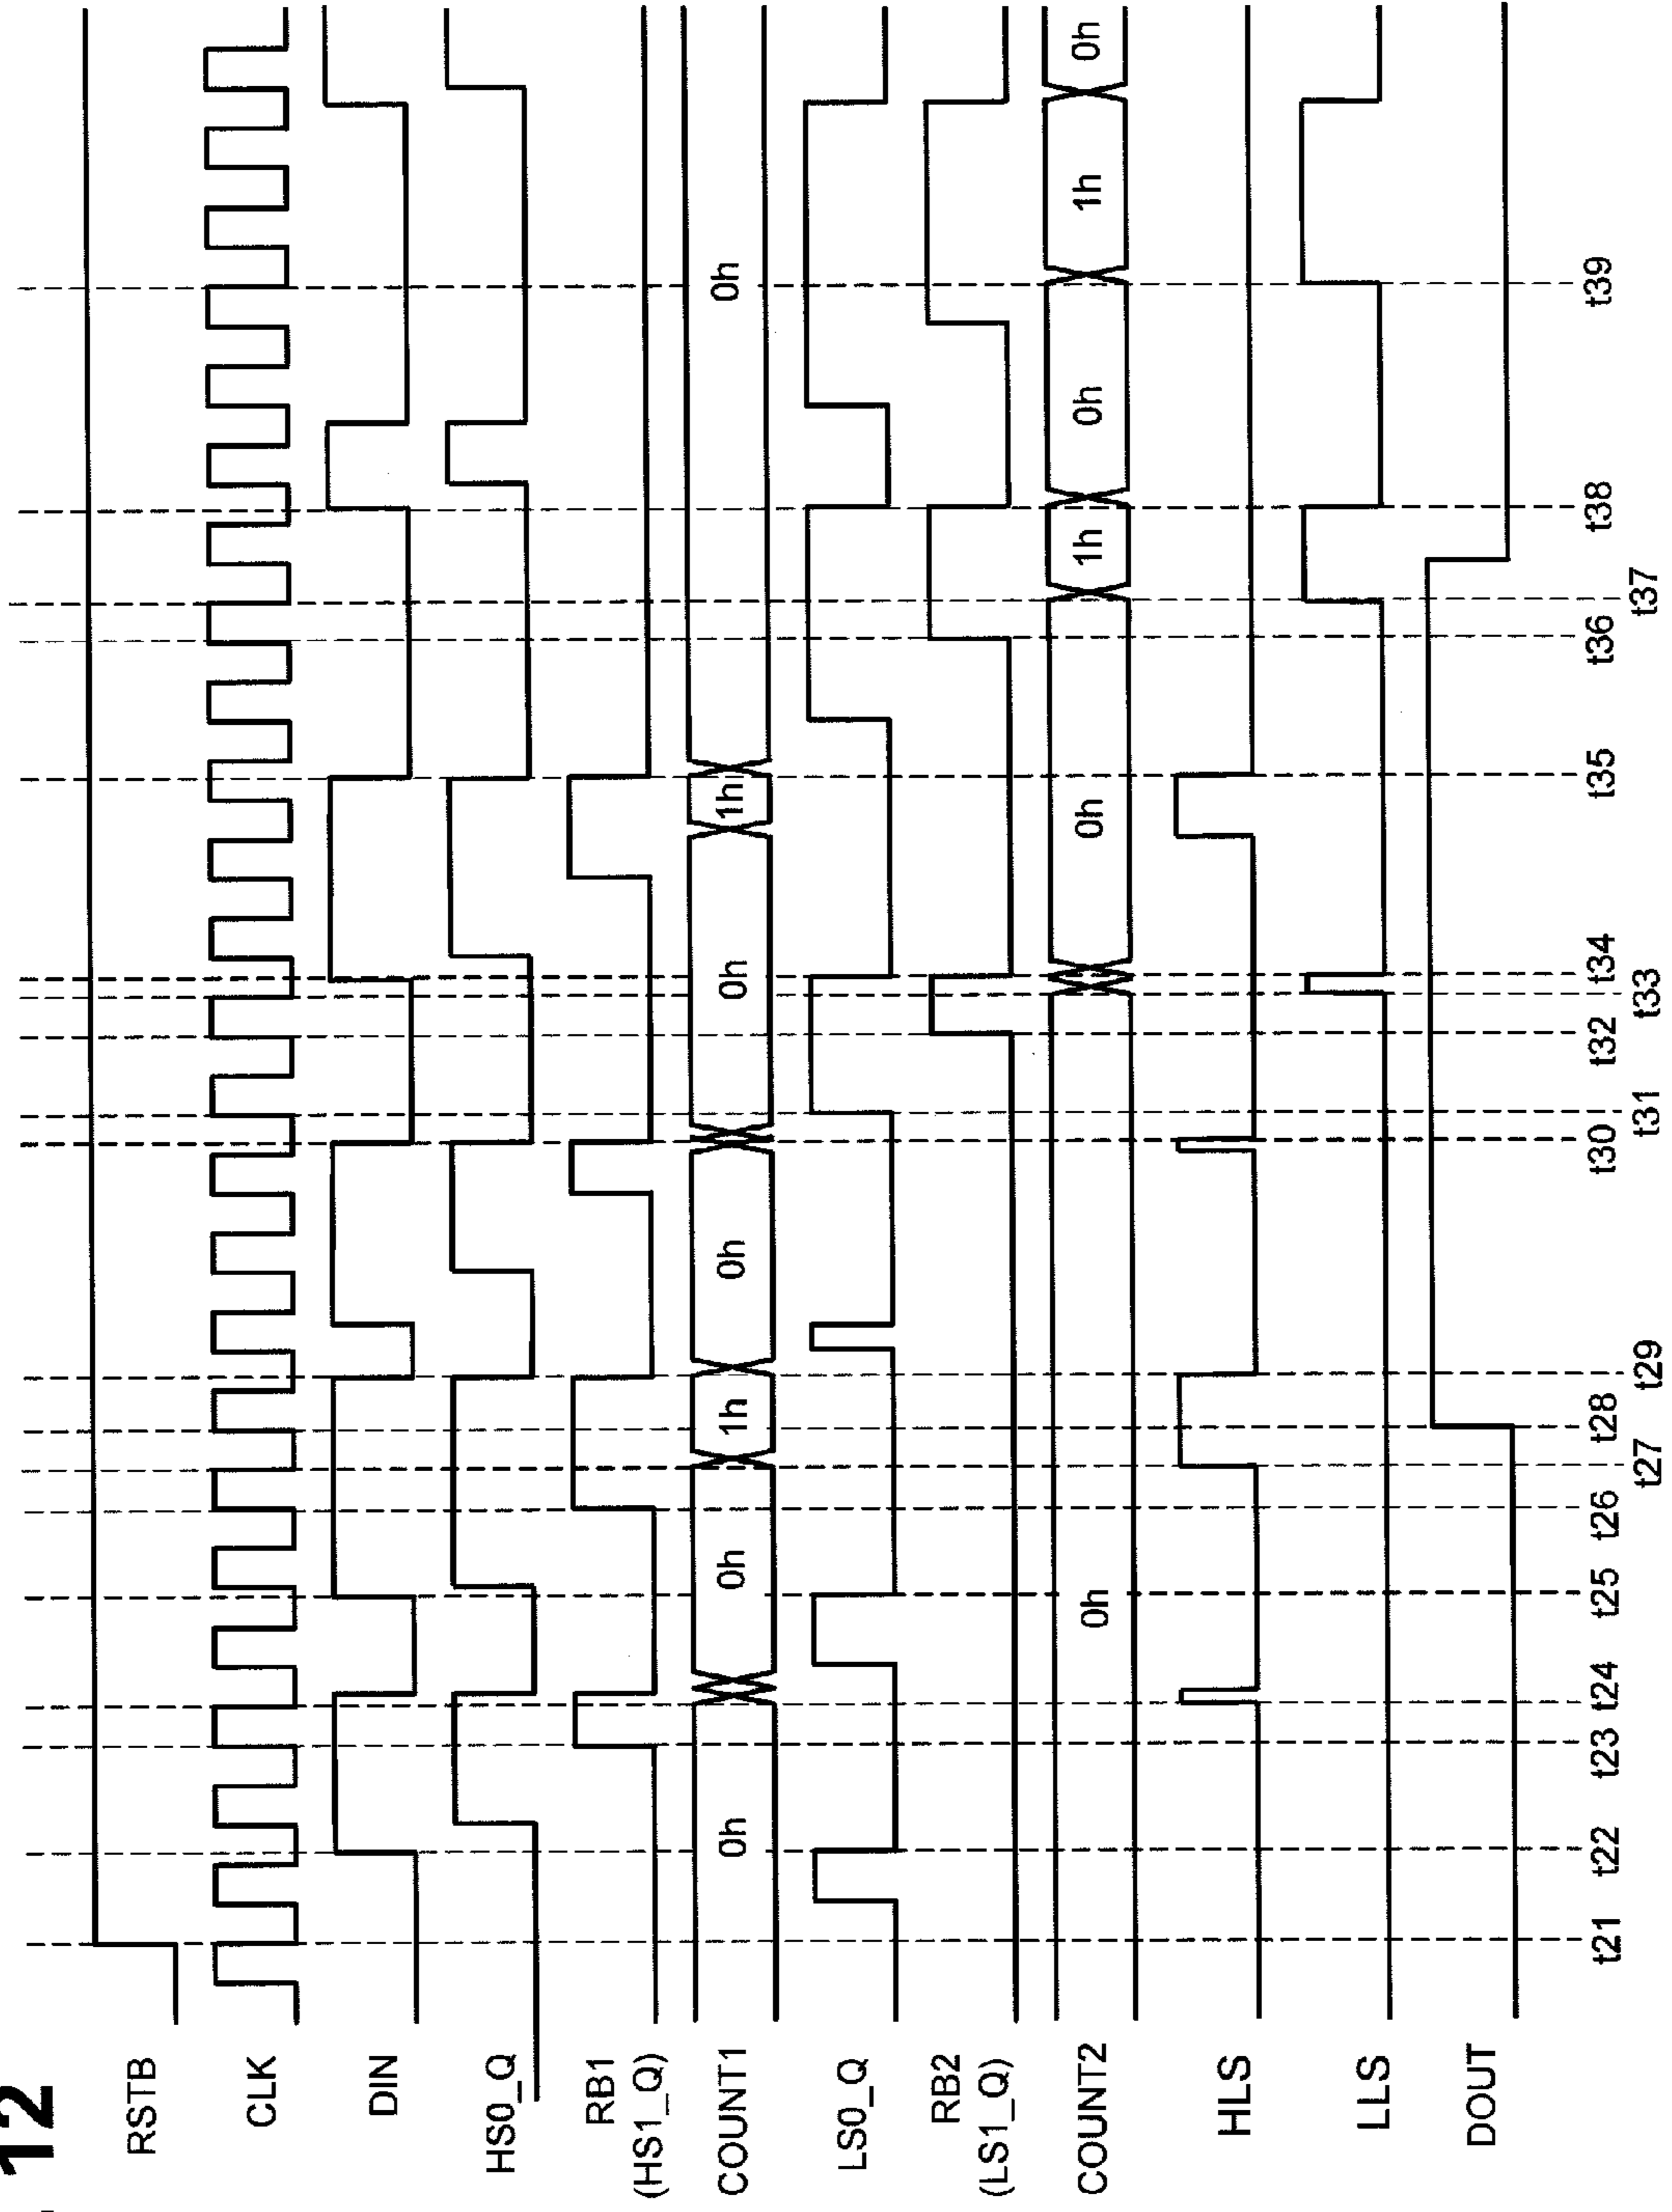 12
RSTB
CLK
DIN
HS0_Q
RB1
(HS1_Q)
COUNT1 0h 0h 1h 0h 0h 1h 0h
LS0_Q
RB2
(LS1_Q)
COUNT2 0h 0h 1h 0h 1h 0h
HLS
LLS
DOUT
t21 t22 t23 t24 t25 t26 t28 t30 t32 t34 t35 t36 t38 t39
t27 t29 t31 t33 t37